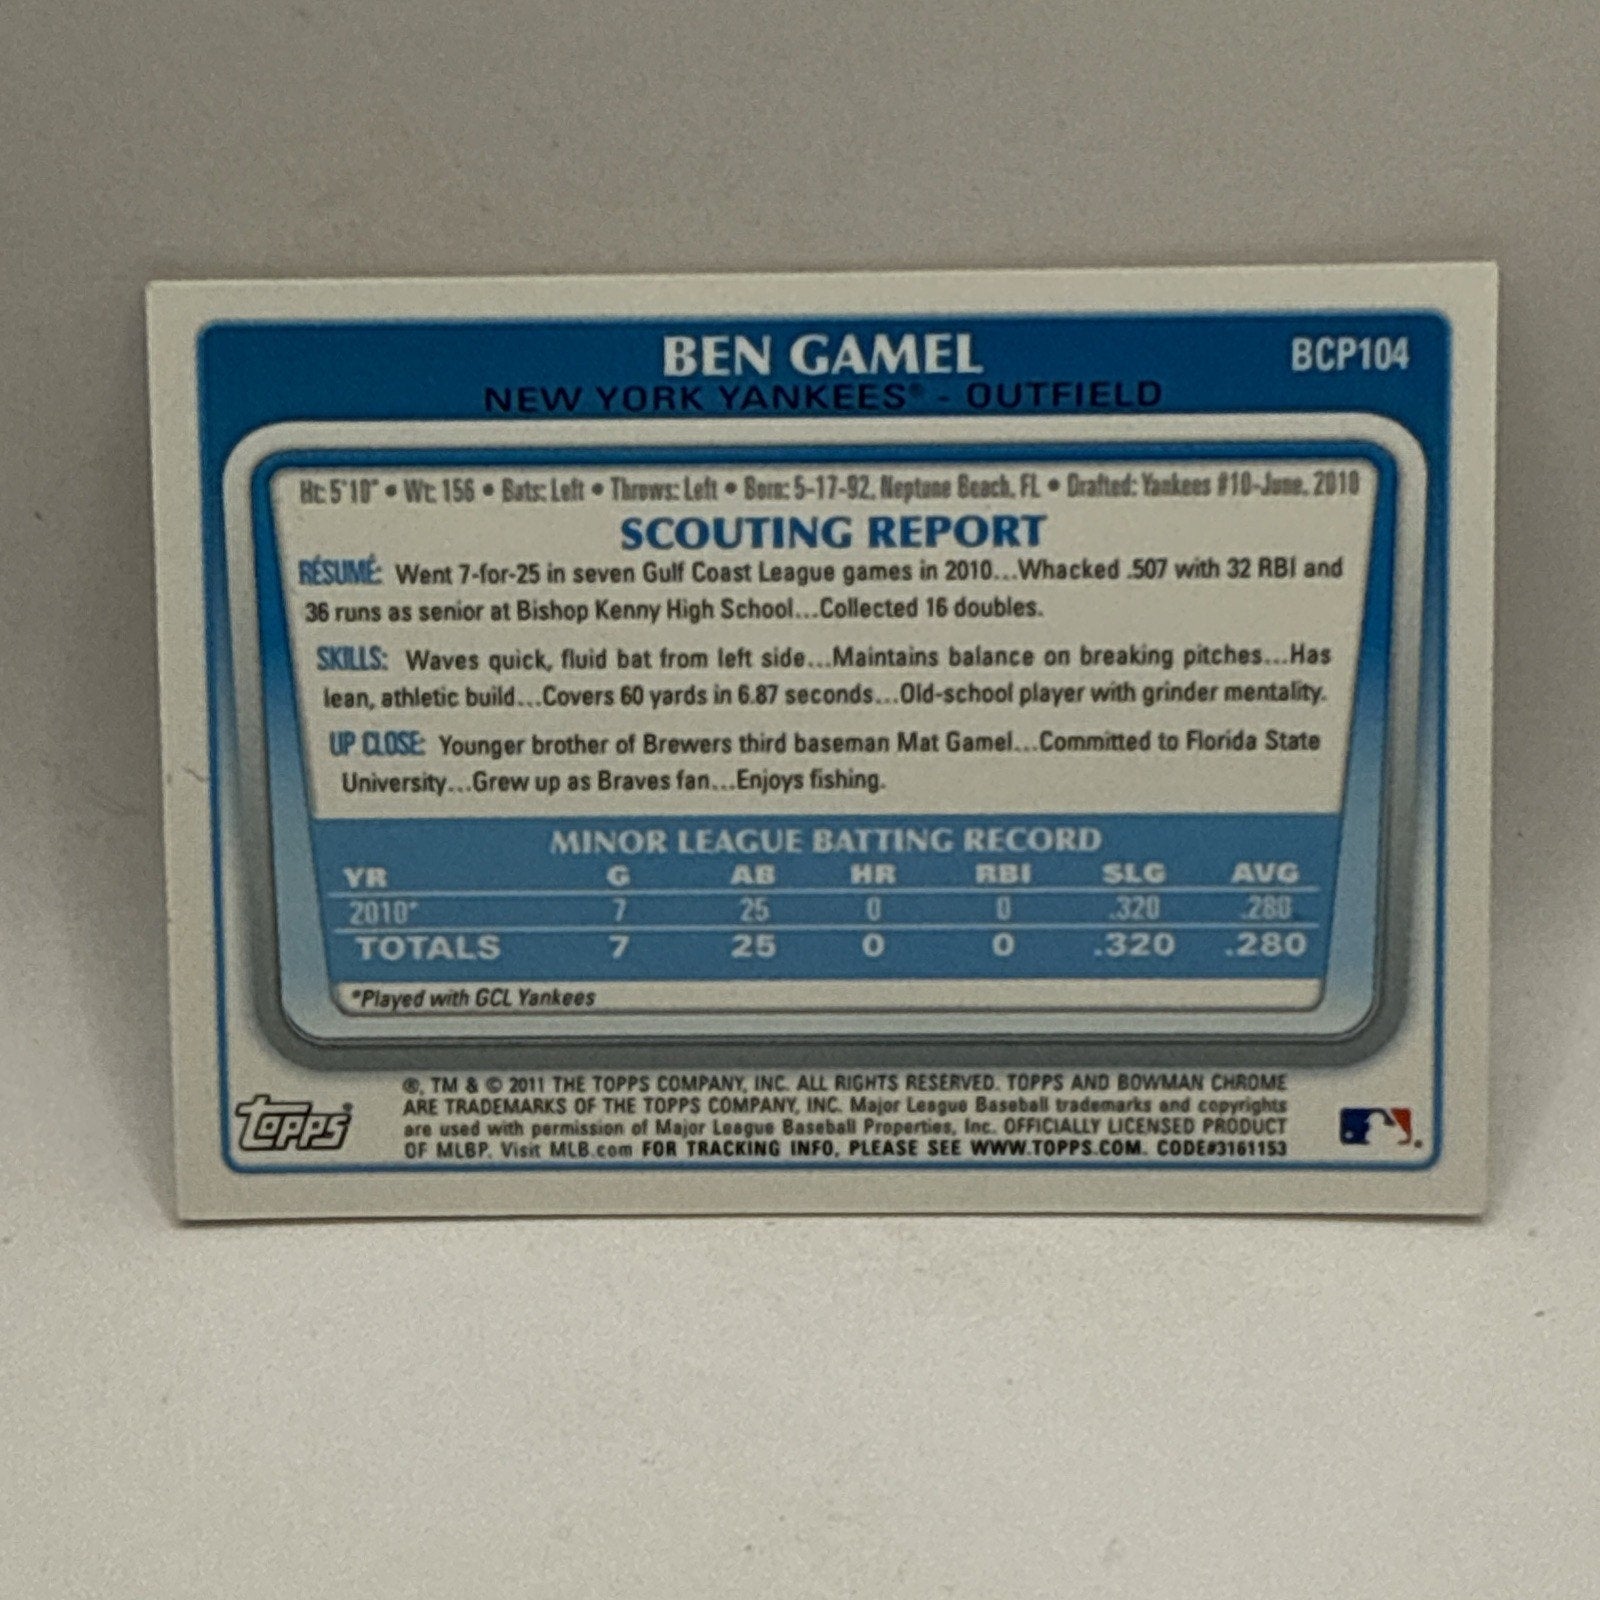 BEN GAMEL
BCP104
NEW YORK YANKEES® - OUTFIELD
Ht: 5'10" • Wt: 156 • Bats: Left • Throws: Left • Born: 5-17-92, Neptune Beach, FL • Drafted: Yankees #10-June, 2010
SCOUTING REPORT
RÉSUMÉ: Went 7-for-25 in seven Gulf Coast League games in 2010...Whacked .507 with 32 RBI and
36 runs as senior at Bishop Kenny High School...Collected 16 doubles.
SKILLS: Waves quick, fluid bat from left side...Maintains balance on breaking pitches...Has
lean, athletic build...Covers 60 yards in 6.87 seconds...Old-school player with grinder mentality.
UP CLOSE: Younger brother of Brewers third baseman Mat Gamel...Committed to Florida State
University...Grew up as Braves fan...Enjoys fishing.
MINOR LEAGUE BATTING RECORD
YR G AB HR RBI SLG AVG
2010* 7 25 0 0 .320 .280
TOTALS 7 25 0 0 .320 .280
*Played with GCL Yankees
®, TM & © 2011 THE TOPPS COMPANY, INC. ALL RIGHTS RESERVED. TOPPS AND BOWMAN CHROME
ARE TRADEMARKS OF THE TOPPS COMPANY, INC. Major League Baseball trademarks and copyrights
are used with permission of Major League Baseball Properties, Inc. OFFICIALLY LICENSED PRODUCT
OF MLBP. Visit MLB.com FOR TRACKING INFO, PLEASE SEE WWW.TOPPS.COM. CODE#3161153
Topps®